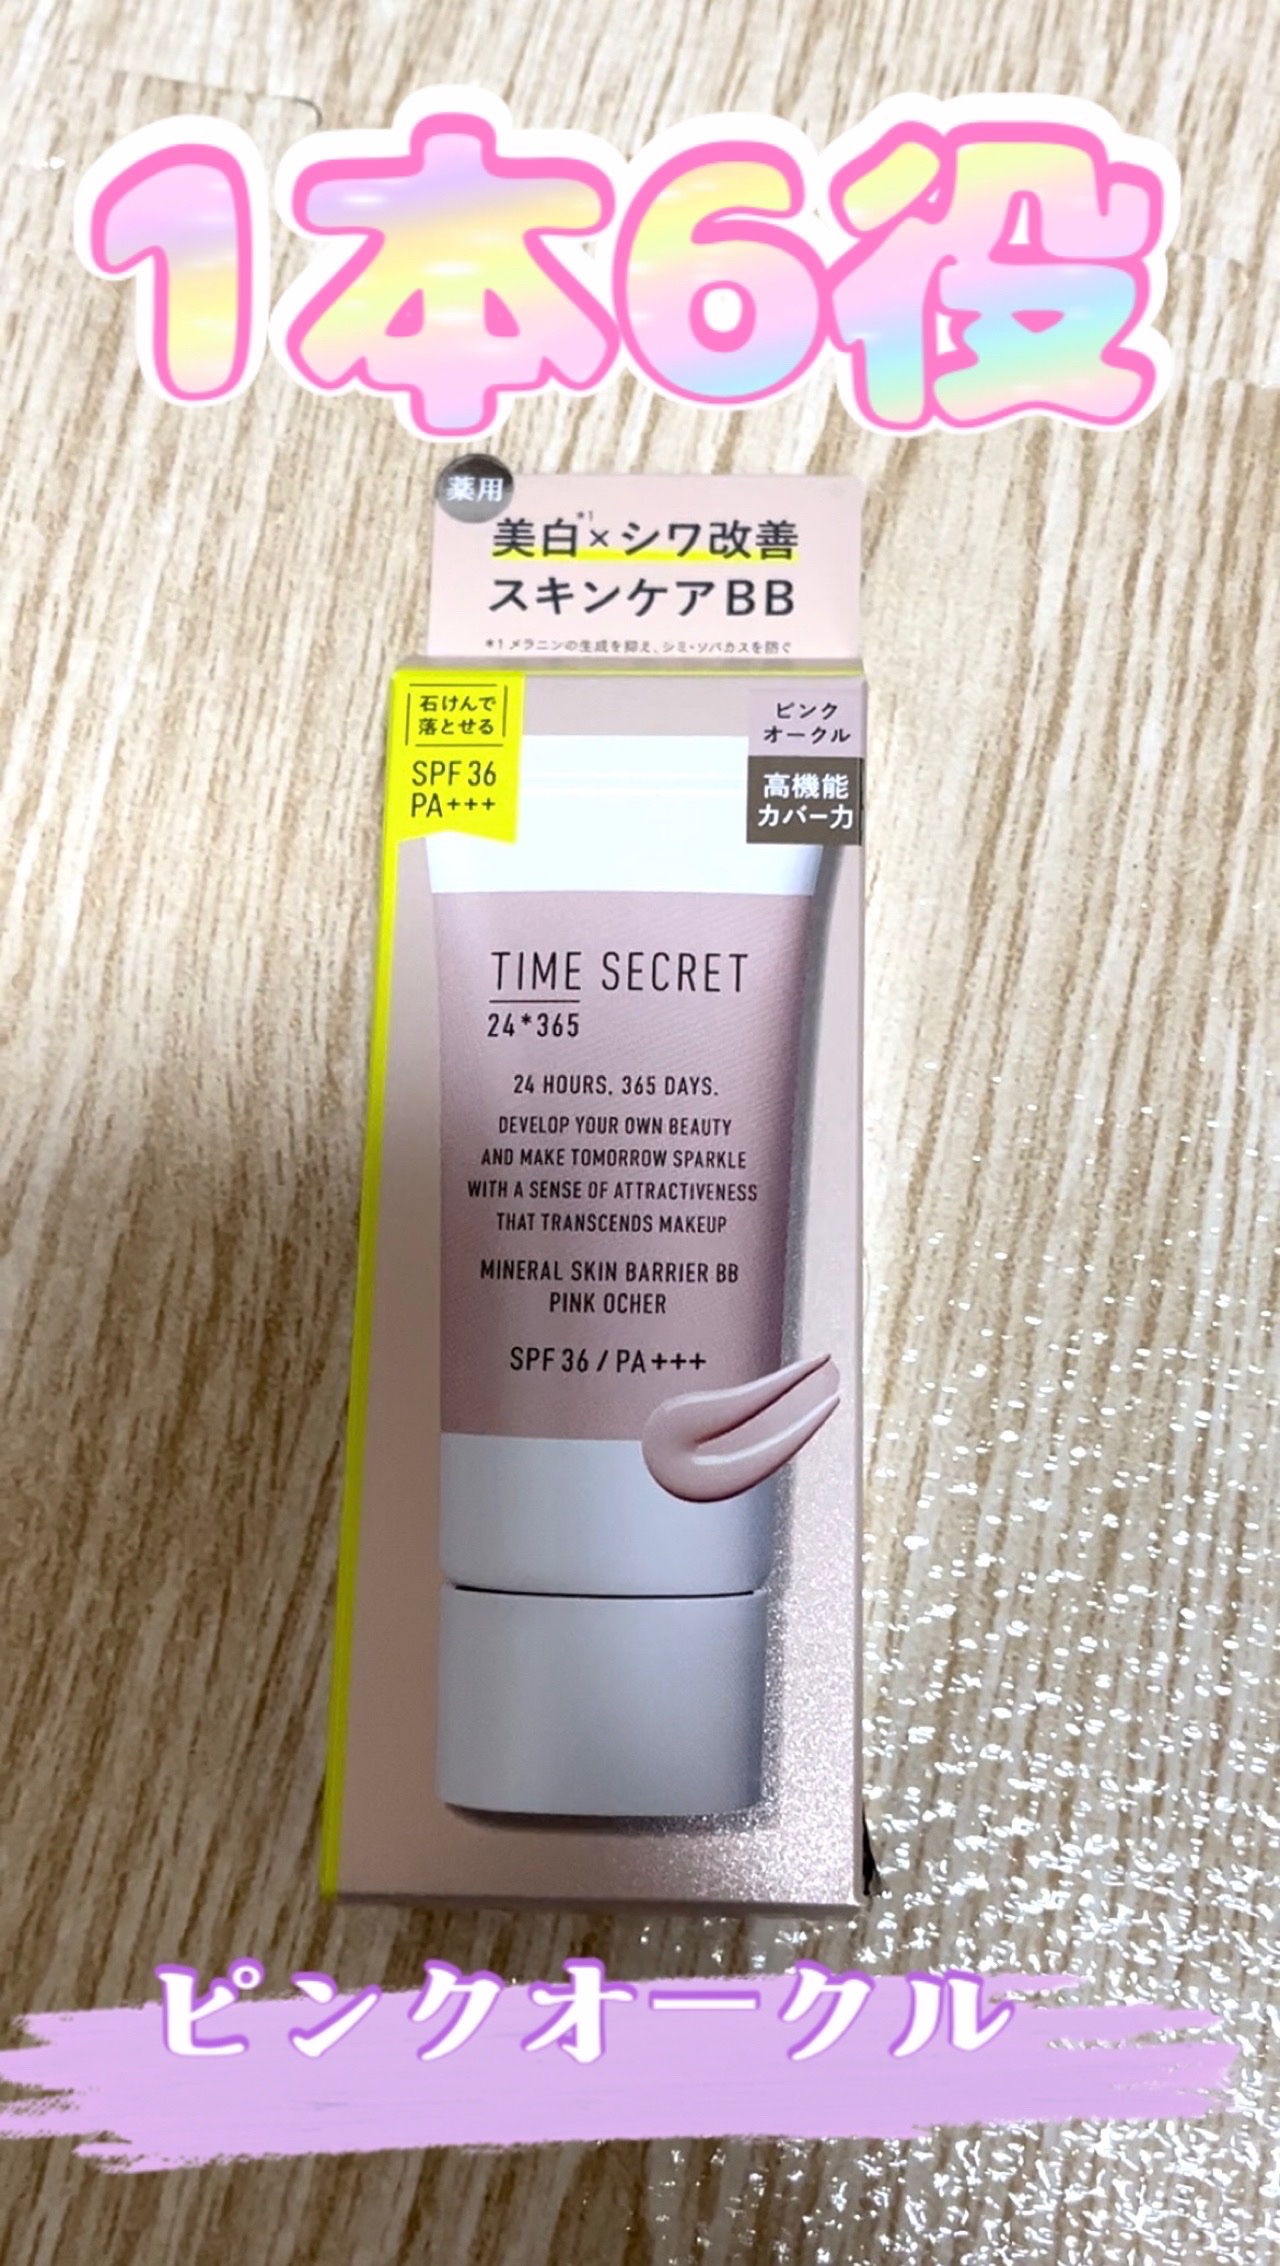 1本6役
薬用
美白*1×シワ改善
スキンケアBB
*1 メラニンの生成を抑え、シミ・ソバカスを防ぐ
石けんで
落とせる
SPF36
PA+++
ピンク
オークル
高機能
カバー力
TIME SECRET
24*365
24 HOURS, 365 DAYS.
DEVELOP YOUR OWN BEAUTY
AND MAKE TOMORROW SPARKLE
WITH A SENSE OF ATTRACTIVENESS
THAT TRANSCENDS MAKEUP
MINERAL SKIN BARRIER BB
PINK OCHER
SPF36/PA+++
ピンクオークル